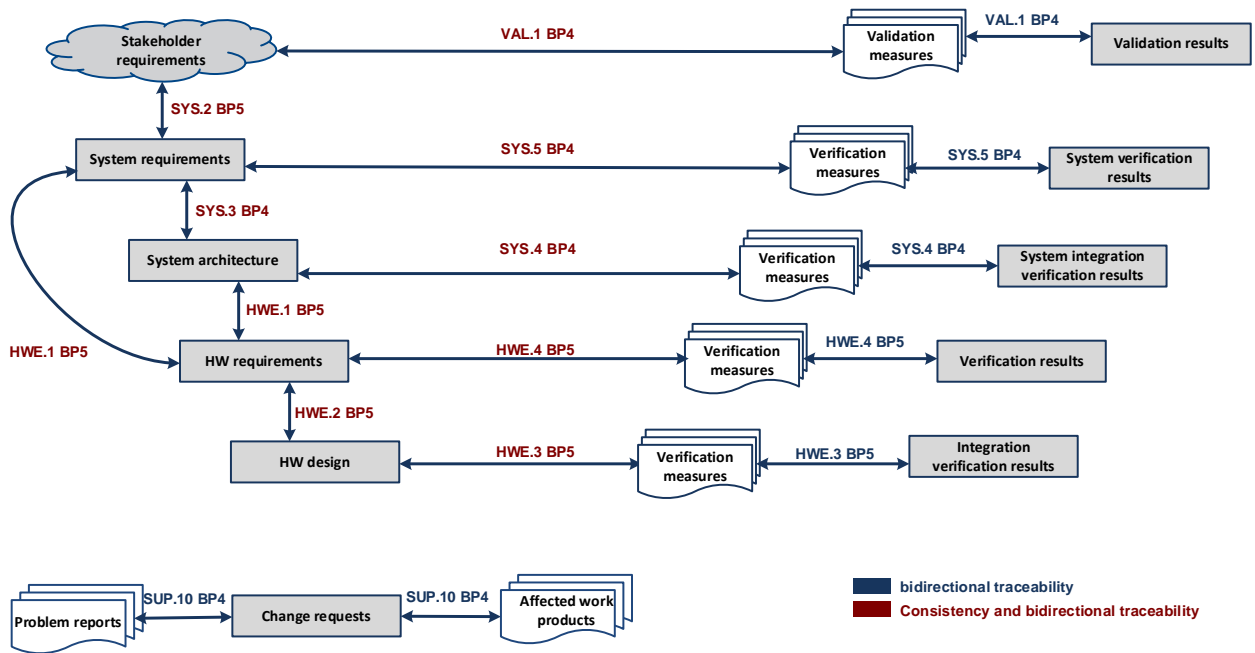 Stakeholder
requirements
VAL.1 BP4
Validation
measures
VAL.1 BP4
Validation results
SYS.2 BP5
System requirements
SYS.5 BP4
Verification
measures
SYS.5 BP4
System verification
results
SYS.3 BP4
System architecture
SYS.4 BP4
Verification
measures
SYS.4 BP4
System integration
verification results
HWE.1 BP5
HWE.1 BP5
HW requirements
HWE.4 BP5
Verification
measures
HWE.4 BP5
Verification results
HWE.2 BP5
HW design
HWE.3 BP5
Verification
measures
HWE.3 BP5
Integration
verification results
Problem reports
SUP.10 BP4
Change requests
SUP.10 BP4
Affected work
products
bidirectional traceability
Consistency and bidirectional traceability